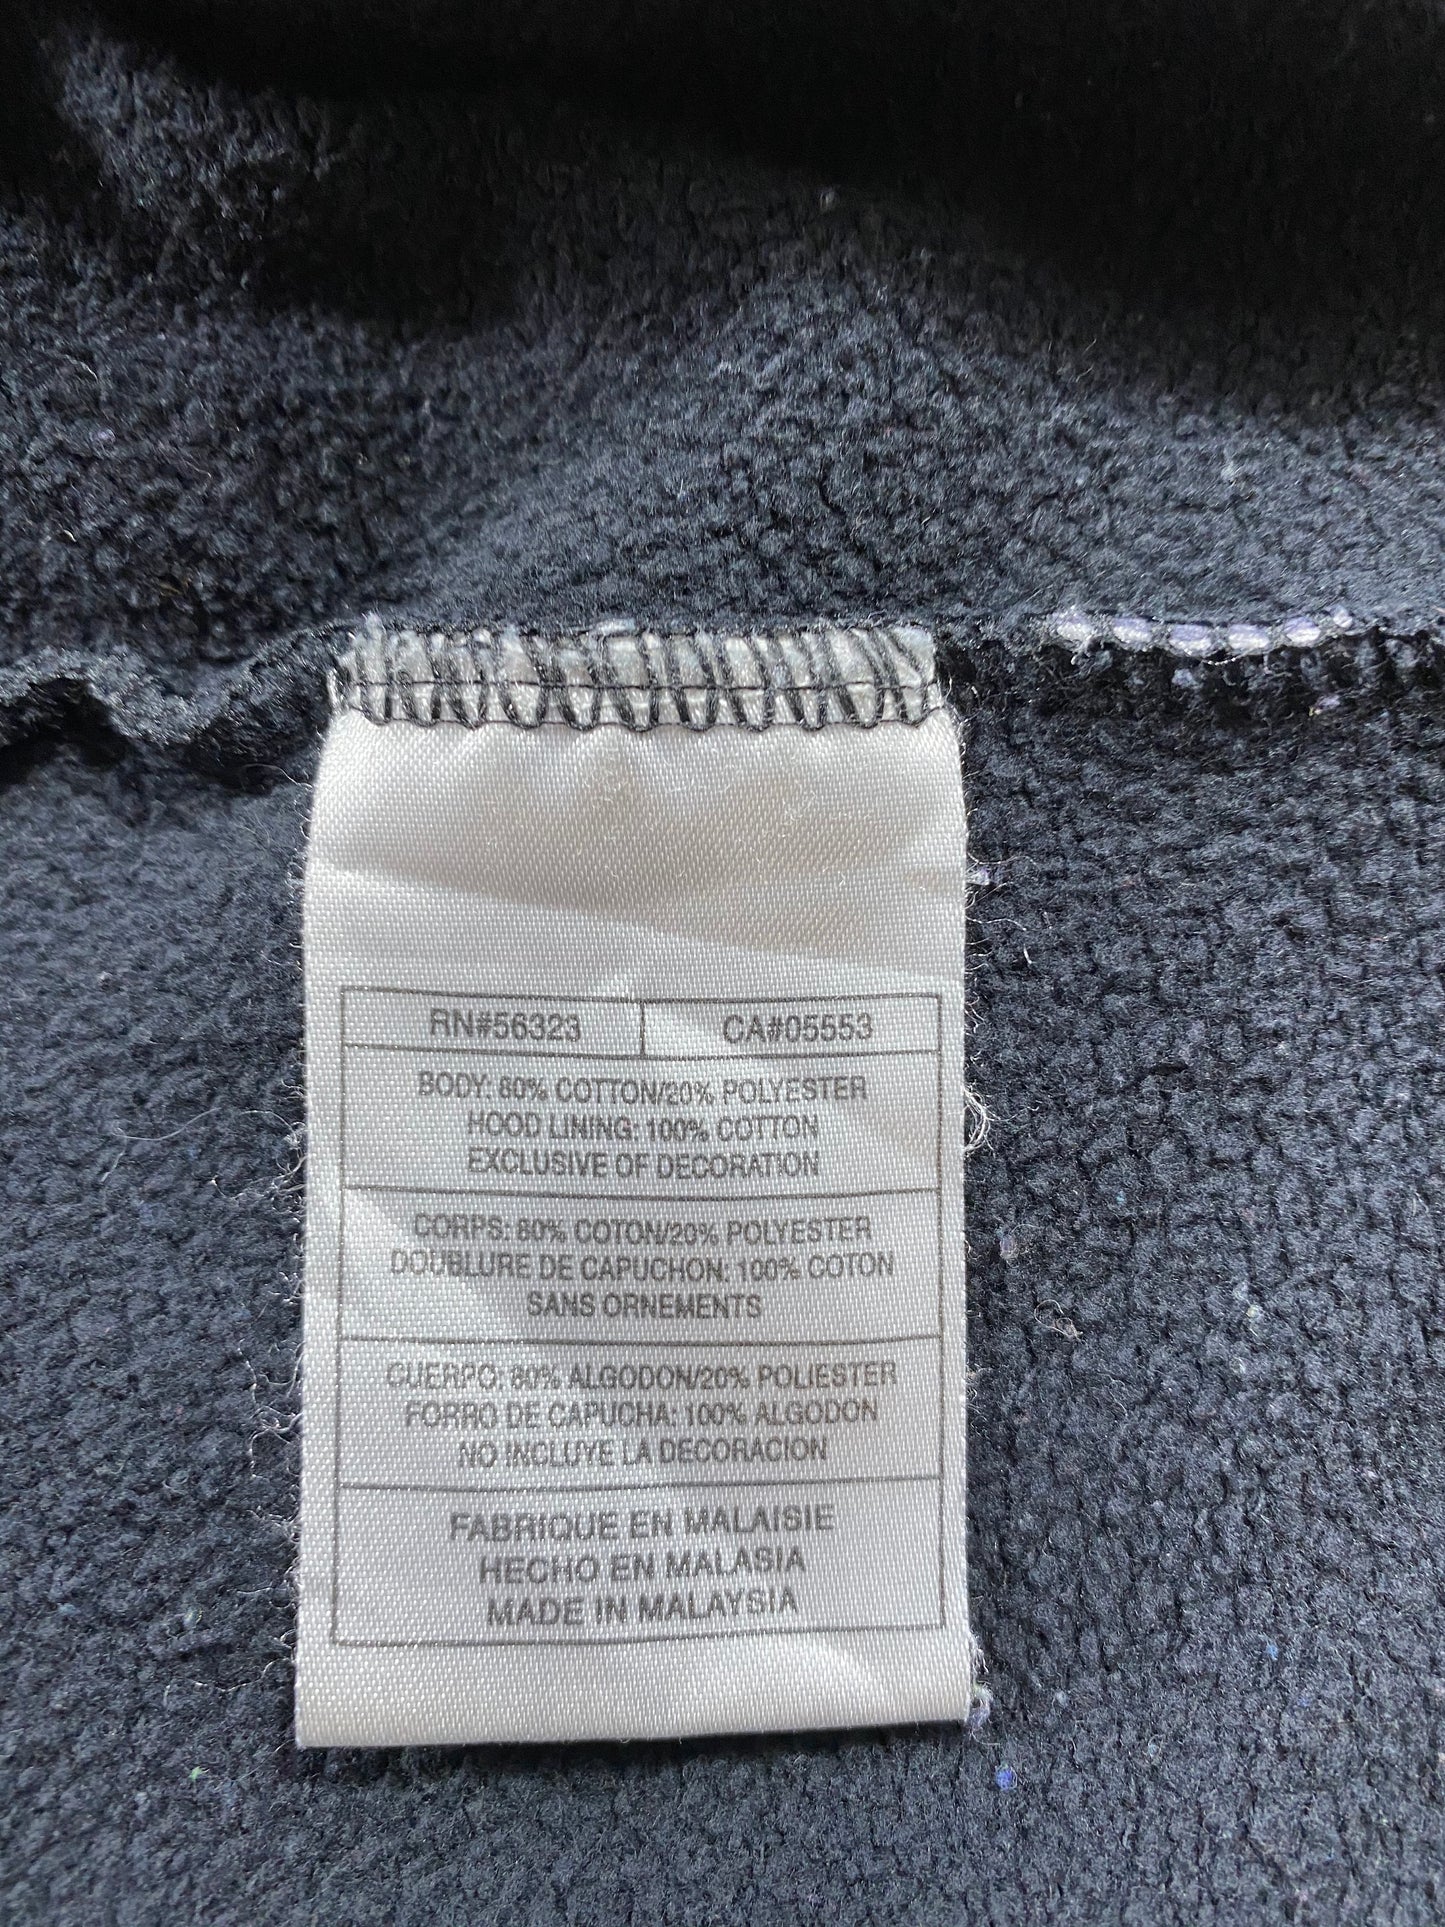 RN#56323 CA#05553
BODY: 80% COTTON/20% POLYESTER
HOOD LINING: 100% COTTON
EXCLUSIVE OF DECORATION
CORPS: 80% COTON/20% POLYESTER
DOUBLURE DE CAPUCHON: 100% COTON
SANS ORNEMENTS
CUERPO: 80% ALGODON/20% POLIESTER
FORRO DE CAPUCHA: 100% ALGODON
NO INCLUYE LA DECORACION
FABRIQUE EN MALAISIE
HECHO EN MALASIA
MADE IN MALAYSIA